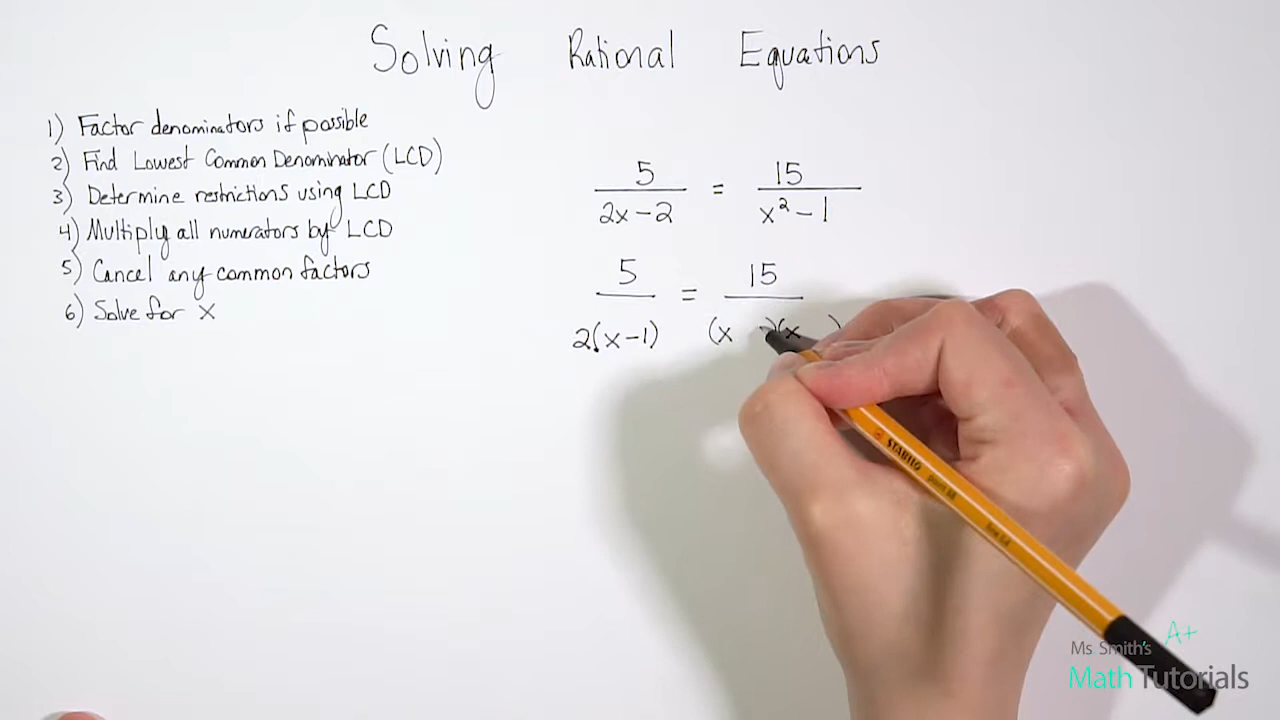 Solving Rational Equations
1) Factor denominators if possible
2) Find Lowest Common Denominator (LCD)
3) Determine restrictions using LCD
4) Multiply all numerators by LCD
5) Cancel any common factors
6) Solve for x
5 = 15
2x-2 x²-1
5 = 15
2(x-1) (x )(x )
STABILO
Ms Smith's A+
Math Tutorials